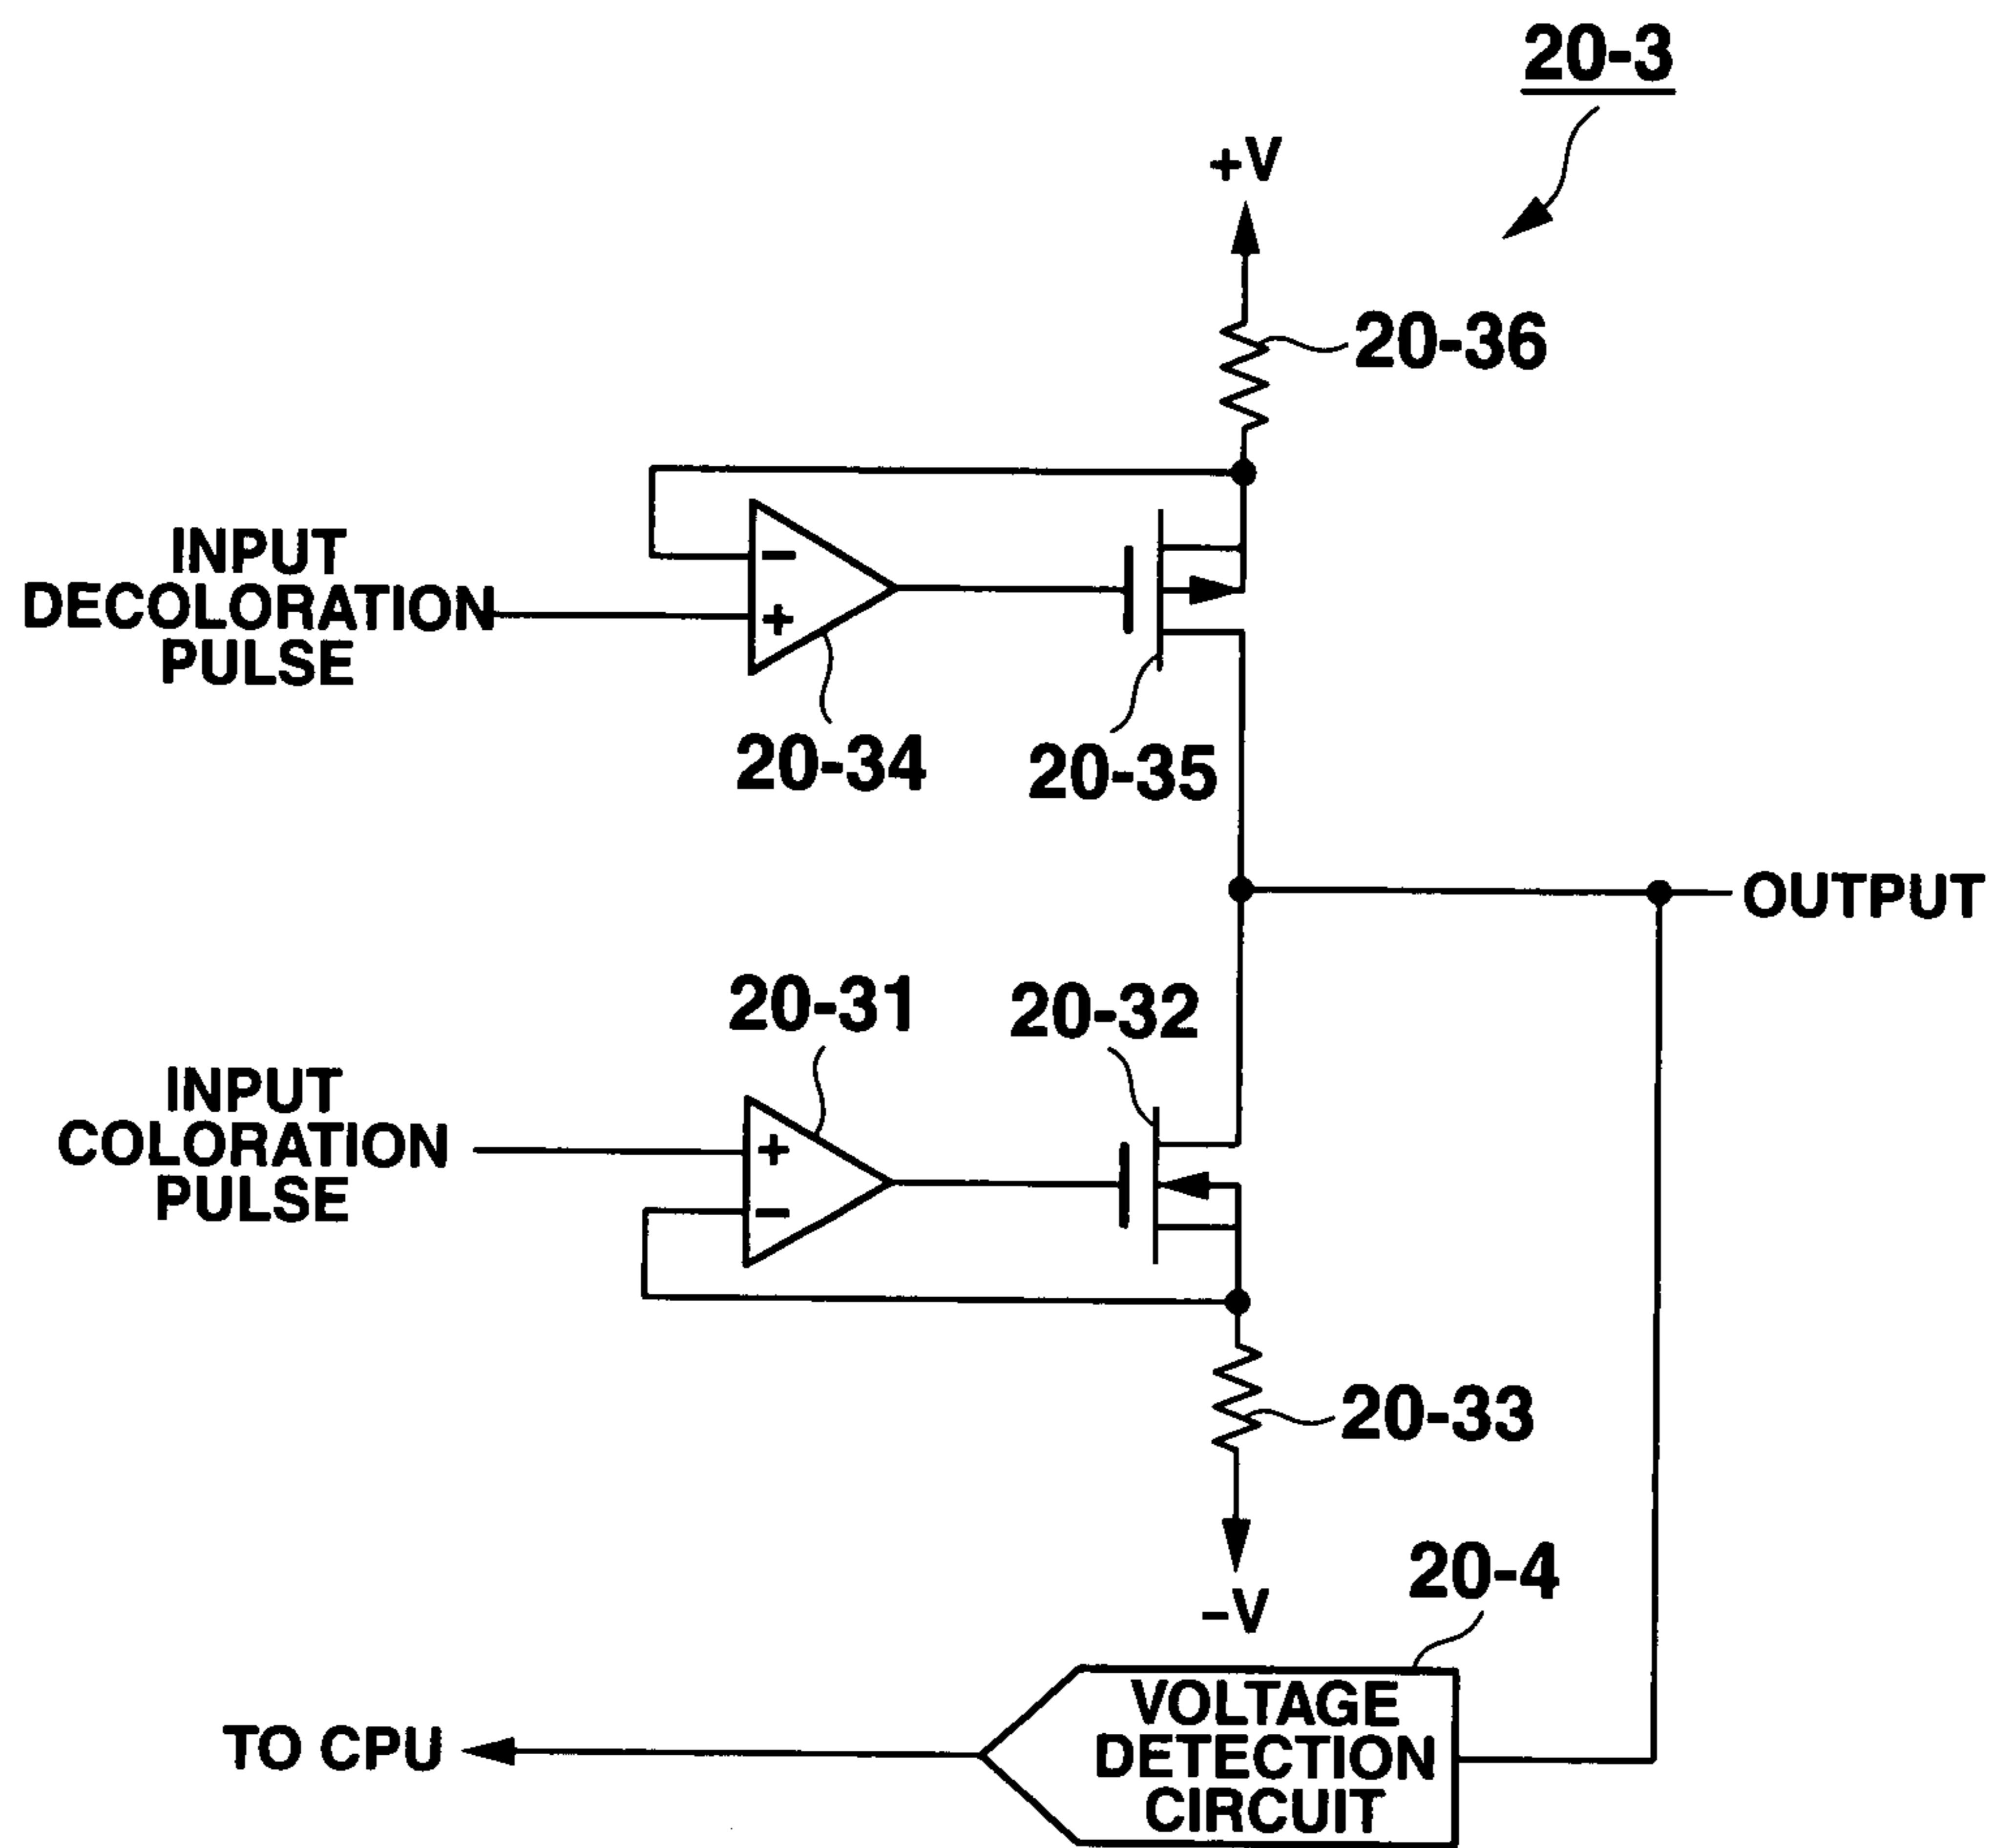 20-3
+V
20-36
INPUT
DECOLORATION
PULSE
−
+
20-34
20-35
OUTPUT
20-31
20-32
INPUT
COLORATION
PULSE
+
−
20-33
-V
20-4
VOLTAGE
DETECTION
CIRCUIT
TO CPU